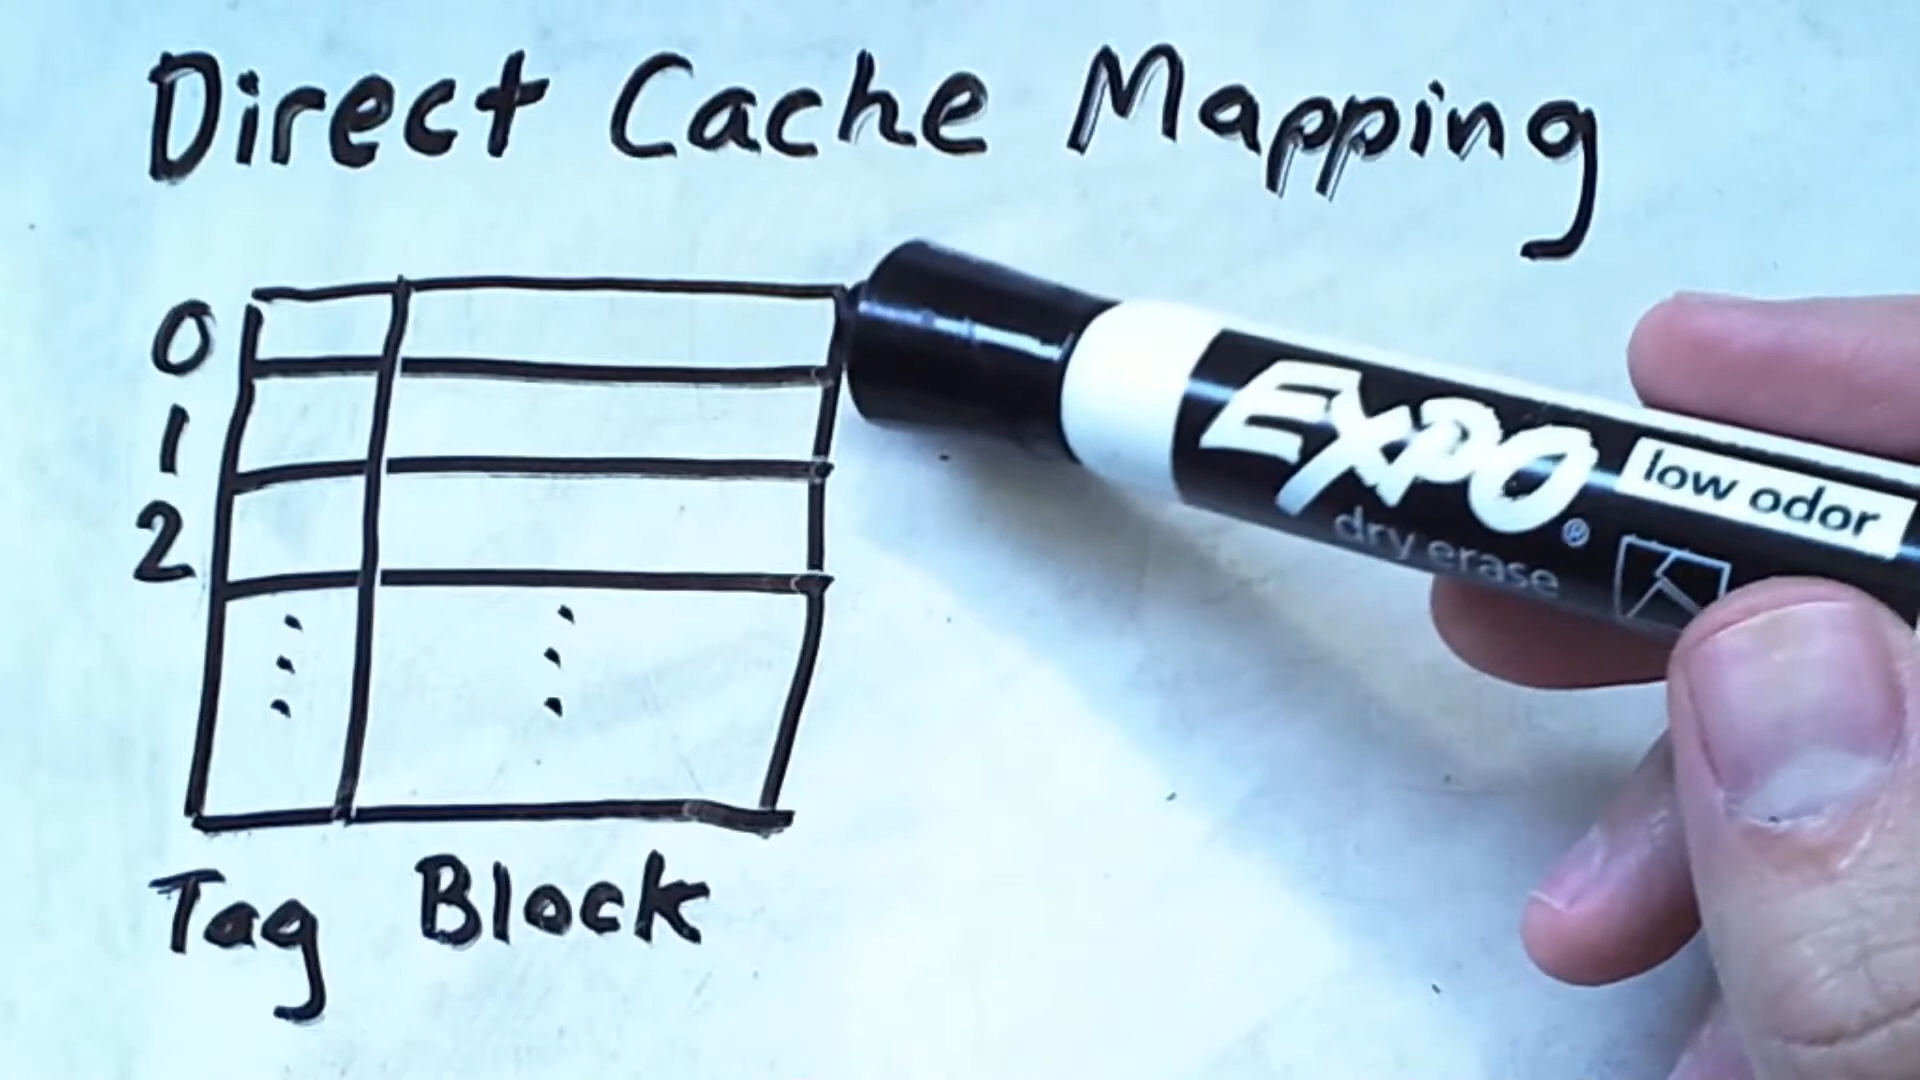 Direct Cache Mapping
0
1
2
Tag Block
EXPO®
low odor
dry erase